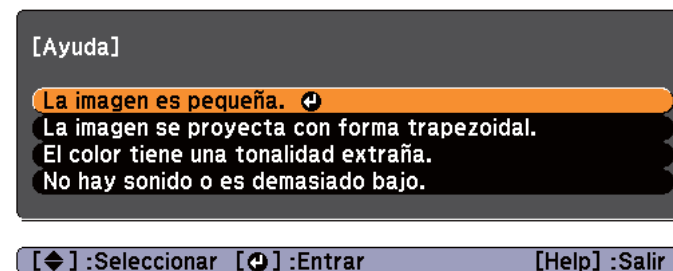 [Ayuda]
La imagen es pequeña.
La imagen se proyecta con forma trapezoidal.
El color tiene una tonalidad extraña.
No hay sonido o es demasiado bajo.
[◆] :Seleccionar [↵] :Entrar [Help] :Salir